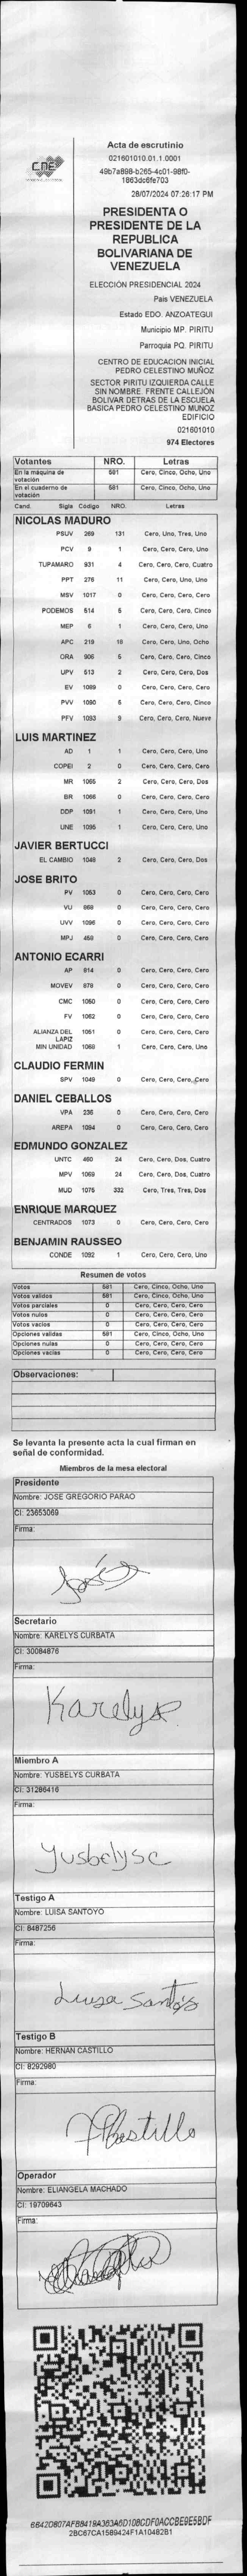 CNE
Acta de escrutinio
021601010.01.1.0001
49b7a898-b265-4c01-98f0-
1863dc6fe703
28/07/2024 07:26:17 PM
PRESIDENTA O
PRESIDENTE DE LA
REPUBLICA
BOLIVARIANA DE
VENEZUELA
ELECCIÓN PRESIDENCIAL 2024
País VENEZUELA
Estado EDO. ANZOATEGUI
Municipio MP. PIRITU
Parroquia PQ. PIRITU
CENTRO DE EDUCACION INICIAL
PEDRO CELESTINO MUÑOZ
SECTOR PIRITU IZQUIERDA CALLE
SIN NOMBRE. FRENTE CALLEJÓN
BOLIVAR DETRAS DE LA ESCUELA
BASICA PEDRO CELESTINO MUNOZ
EDIFICIO
021601010
974 Electores
Votantes NRO. Letras
En la máquina de votación 581 Cero, Cinco, Ocho, Uno
En el cuaderno de votación 581 Cero, Cinco, Ocho, Uno
Cand. Sigla Código NRO. Letras
NICOLAS MADURO
PSUV 269 131 Cero, Uno, Tres, Uno
PCV 9 1 Cero, Cero, Cero, Uno
TUPAMARO 931 4 Cero, Cero, Cero, Cuatro
PPT 276 11 Cero, Cero, Uno, Uno
MSV 1017 0 Cero, Cero, Cero, Cero
PODEMOS 514 5 Cero, Cero, Cero, Cinco
MEP 6 1 Cero, Cero, Cero, Uno
APC 219 18 Cero, Cero, Uno, Ocho
ORA 906 5 Cero, Cero, Cero, Cinco
UPV 513 2 Cero, Cero, Cero, Dos
EV 1089 0 Cero, Cero, Cero, Cero
PVV 1090 5 Cero, Cero, Cero, Cinco
PFV 1093 9 Cero, Cero, Cero, Nueve
LUIS MARTINEZ
AD 1 1 Cero, Cero, Cero, Uno
COPEI 2 0 Cero, Cero, Cero, Cero
MR 1065 2 Cero, Cero, Cero, Dos
BR 1066 0 Cero, Cero, Cero, Cero
DDP 1091 1 Cero, Cero, Cero, Uno
UNE 1095 1 Cero, Cero, Cero, Uno
JAVIER BERTUCCI
EL CAMBIO 1048 2 Cero, Cero, Cero, Dos
JOSE BRITO
PV 1053 0 Cero, Cero, Cero, Cero
VU 868 0 Cero, Cero, Cero, Cero
UVV 1096 0 Cero, Cero, Cero, Cero
MPJ 459 0 Cero, Cero, Cero, Cero
ANTONIO ECARRI
AP 814 0 Cero, Cero, Cero, Cero
MOVEV 879 0 Cero, Cero, Cero, Cero
CMC 1050 0 Cero, Cero, Cero, Cero
FV 1062 0 Cero, Cero, Cero, Cero
ALIANZA DEL LAPIZ 1051 0 Cero, Cero, Cero, Cero
MIN UNIDAD 1069 1 Cero, Cero, Cero, Uno
CLAUDIO FERMIN
SPV 1049 0 Cero, Cero, Cero, Cero
DANIEL CEBALLOS
VPA 236 0 Cero, Cero, Cero, Cero
AREPA 1094 0 Cero, Cero, Cero, Cero
EDMUNDO GONZALEZ
UNTC 460 24 Cero, Cero, Dos, Cuatro
MPV 1069 24 Cero, Cero, Dos, Cuatro
MUD 1075 332 Cero, Tres, Tres, Dos
ENRIQUE MARQUEZ
CENTRADOS 1073 0 Cero, Cero, Cero, Cero
BENJAMIN RAUSSEO
CONDE 1092 1 Cero, Cero, Cero, Uno
Resumen de votos
Votos 581 Cero, Cinco, Ocho, Uno
Votos validos 581 Cero, Cinco, Ocho, Uno
Votos parciales 0 Cero, Cero, Cero, Cero
Votos nulos 0 Cero, Cero, Cero, Cero
Votos vacios 0 Cero, Cero, Cero, Cero
Opciones validas 581 Cero, Cinco, Ocho, Uno
Opciones nulas 0 Cero, Cero, Cero, Cero
Opciones vacias 0 Cero, Cero, Cero, Cero
Observaciones:
Se levanta la presente acta la cual firman en
señal de conformidad.
Miembros de la mesa electoral
Presidente
Nombre: JOSE GREGORIO PARAO
CI: 23653069
Firma:
José
Secretario
Nombre: KARELYS CURBATA
CI: 30084876
Firma:
Karelys
Miembro A
Nombre: YUSBELYS CURBATA
CI: 31286416
Firma:
Yusbelysc
Testigo A
Nombre: LUISA SANTOYO
CI: 8487256
Firma:
Luisa Santos
Testigo B
Nombre: HERNAN CASTILLO
CI: 8292980
Firma:
HCastillo
Operador
Nombre: ELIANGELA MACHADO
CI: 19709643
Firma:
6642D807AFB8419A363A6D108CDF0ACCBE9E5BDF
2BC67CA1589424F1A10482B1